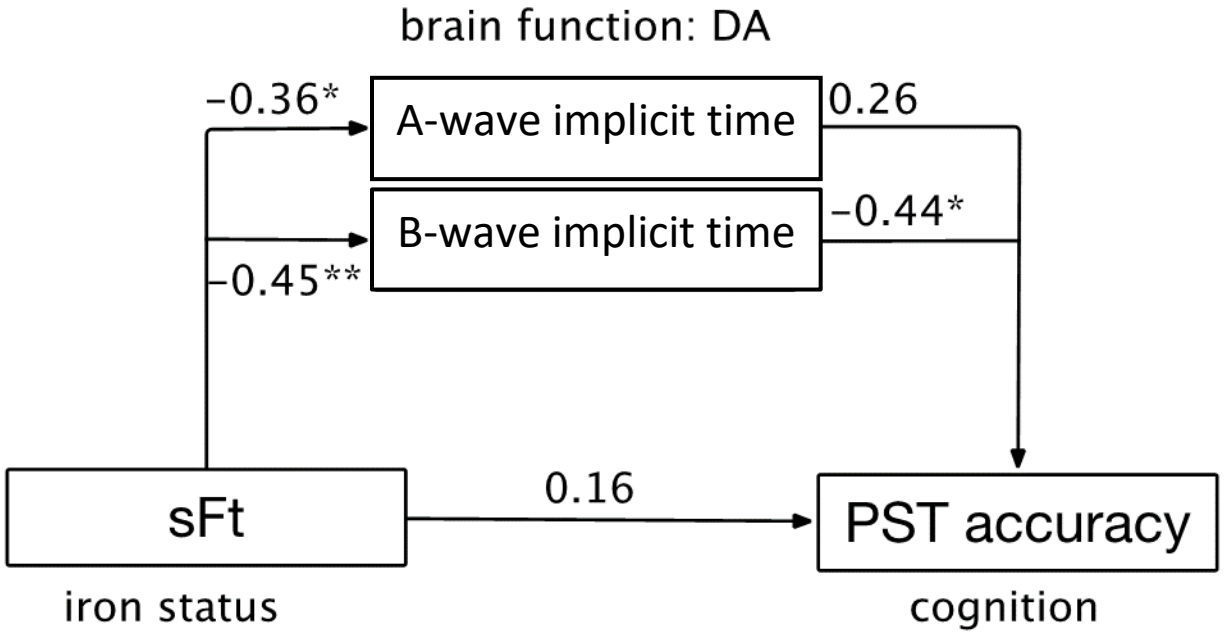 brain function: DA
−0.36*
A-wave implicit time
0.26
B-wave implicit time
−0.44*
−0.45**
0.16
sFt
PST accuracy
iron status
cognition